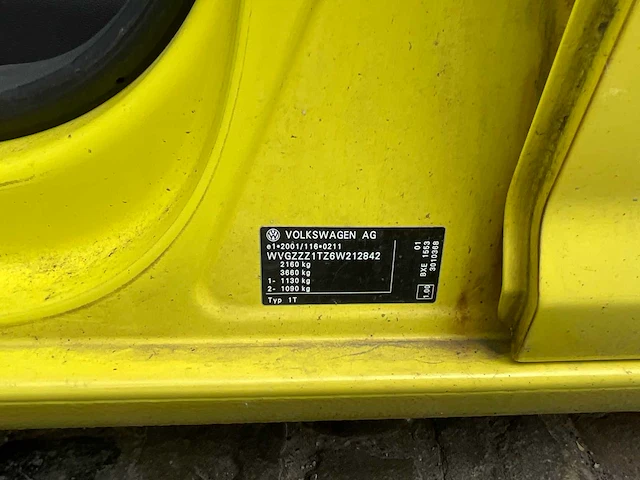 VOLKSWAGEN AG
e1*2001/116*0211
WVGZZZ1TZ6W212842
2160 kg
3660 kg
1- 1130 kg
2- 1090 kg
Typ 1T
01
BXE 1553
3010368
1.00